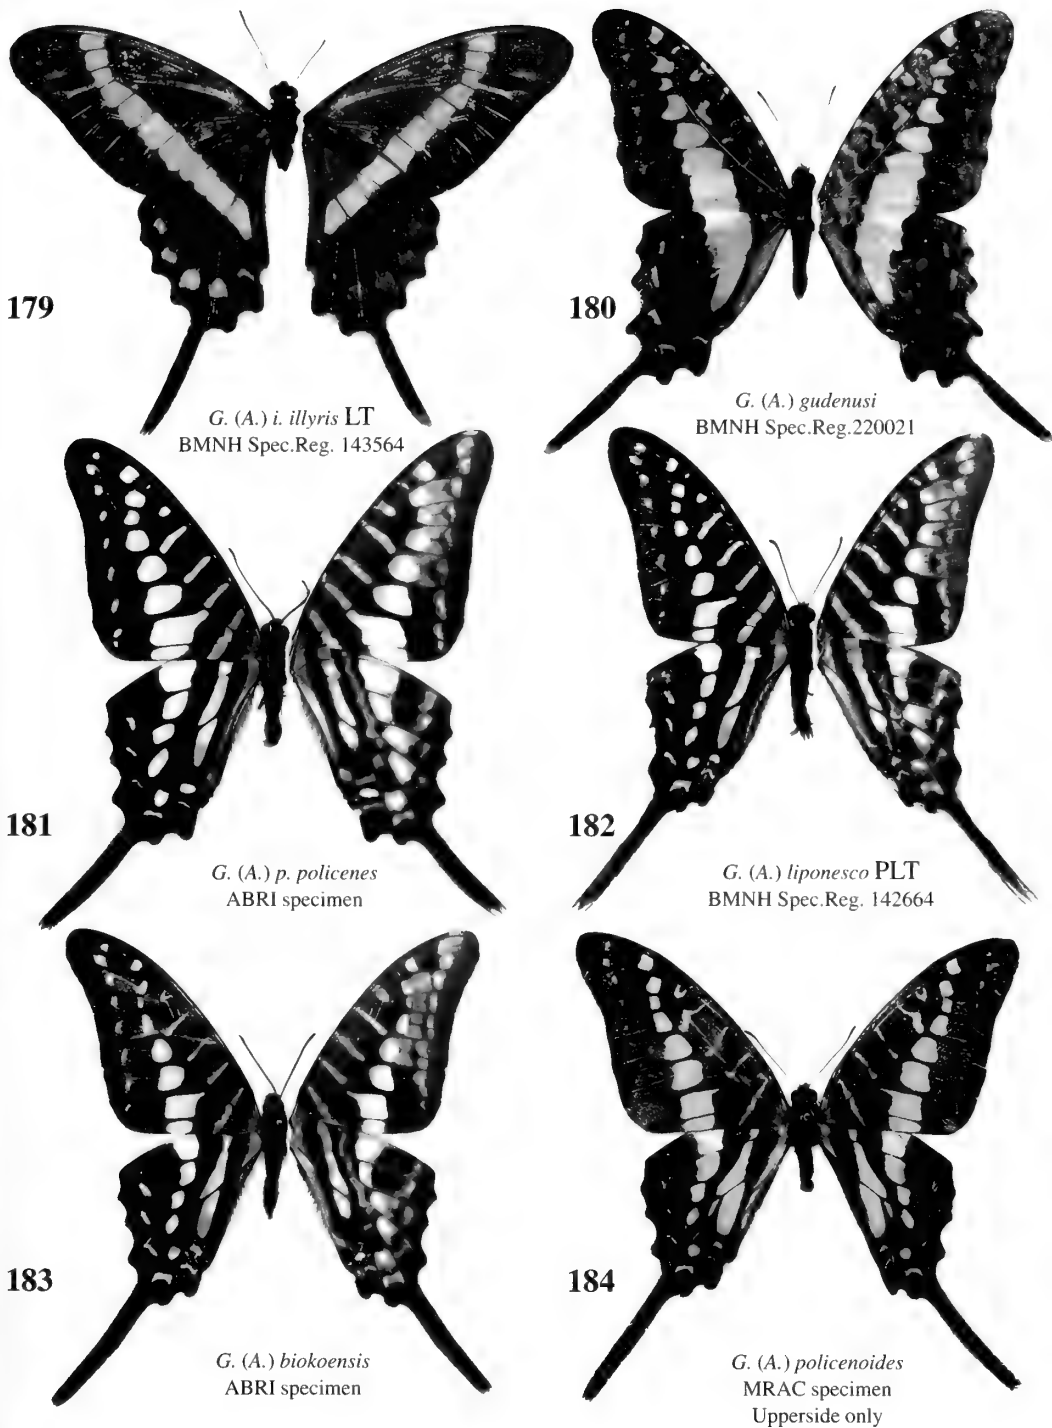 179
G. (A.) i. illyris LT
BMNH Spec.Reg. 143564
180
G. (A.) gudenusi
BMNH Spec.Reg.220021
181
G. (A.) p. policenes
ABRI specimen
182
G. (A.) liponesco PLT
BMNH Spec.Reg. 142664
183
G. (A.) biokoensis
ABRI specimen
184
G. (A.) policenoides
MRAC specimen
Upperside only